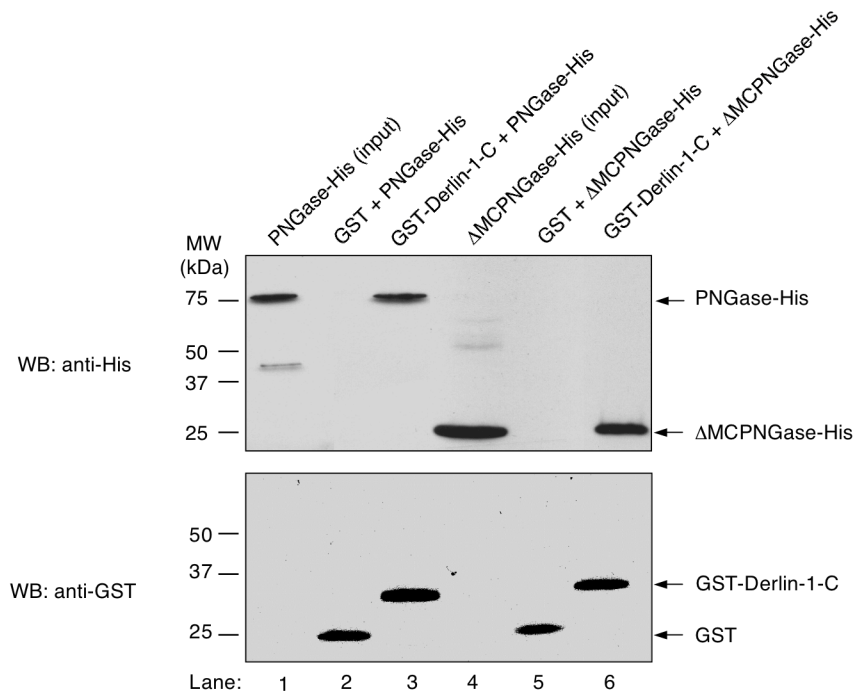 PNGase-His (input)
GST + PNGase-His
GST-Derlin-1-C + PNGase-His
ΔMCPNGase-His (input)
GST + ΔMCPNGase-His
GST-Derlin-1-C + ΔMCPNGase-His
MW
(kDa)
75
PNGase-His
50
WB: anti-His
37
25
ΔMCPNGase-His
50
37
GST-Derlin-1-C
WB: anti-GST
25
GST
Lane: 1 2 3 4 5 6